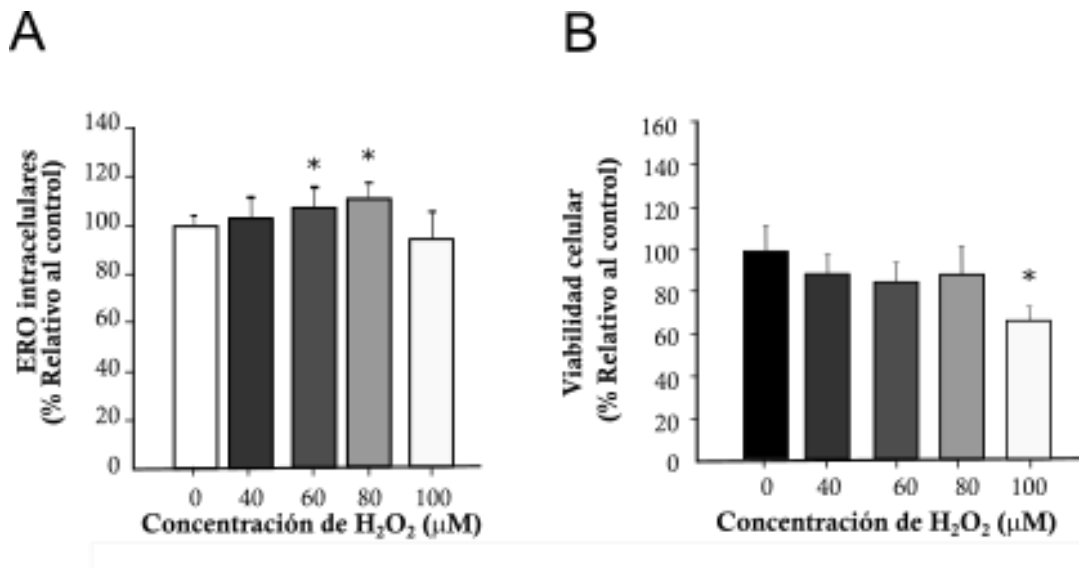 A
ERO intracelulares
(% Relativo al control)
140
120
100
80
60
40
20
0
* *
0 40 60 80 100
Concentración de H₂O₂ (μM)
B
Viabilidad celular
(% Relativo al control)
160
140
120
100
80
60
40
20
0
*
0 40 60 80 100
Concentración de H₂O₂ (μM)